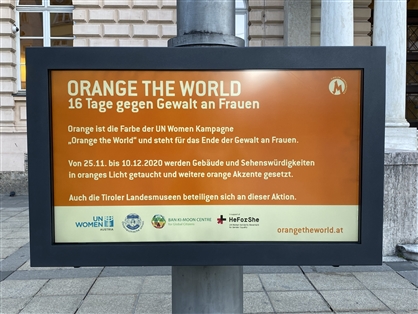 ORANGE THE WORLD
16 Tage gegen Gewalt an Frauen
Orange ist die Farbe der UN Women Kampagne
„Orange the World" und steht für das Ende der Gewalt an Frauen.
Von 25.11. bis 10.12.2020 werden Gebäude und Sehenswürdigkeiten
in oranges Licht getaucht und weitere orange Akzente gesetzt.
Auch die Tiroler Landesmuseen beteiligen sich an dieser Aktion.
UN WOMEN
AUSTRIA
BAN KI-MOON CENTRE
HeForShe
orangetheworld.at